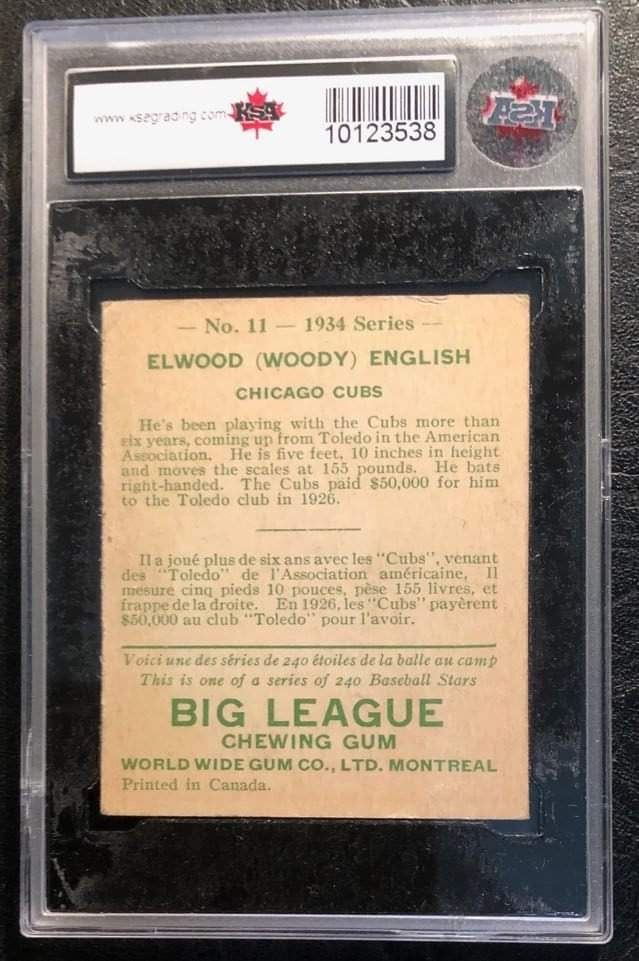 www.ksagrading.com KSA
10123538
KSA
— No. 11 — 1934 Series —
ELWOOD (WOODY) ENGLISH
CHICAGO CUBS
He's been playing with the Cubs more than
six years, coming up from Toledo in the American
Association. He is five feet, 10 inches in height
and moves the scales at 155 pounds. He bats
right-handed. The Cubs paid $50,000 for him
to the Toledo club in 1926.
Il a joué plus de six ans avec les "Cubs", venant
des "Toledo" de l'Association américaine, Il
mesure cinq pieds 10 pouces, pèse 155 livres, et
frappe de la droite. En 1926, les "Cubs" payèrent
$50,000 au club "Toledo" pour l'avoir.
Voici une des séries de 240 étoiles de la balle au camp
This is one of a series of 240 Baseball Stars
BIG LEAGUE
CHEWING GUM
WORLD WIDE GUM CO., LTD. MONTREAL
Printed in Canada.